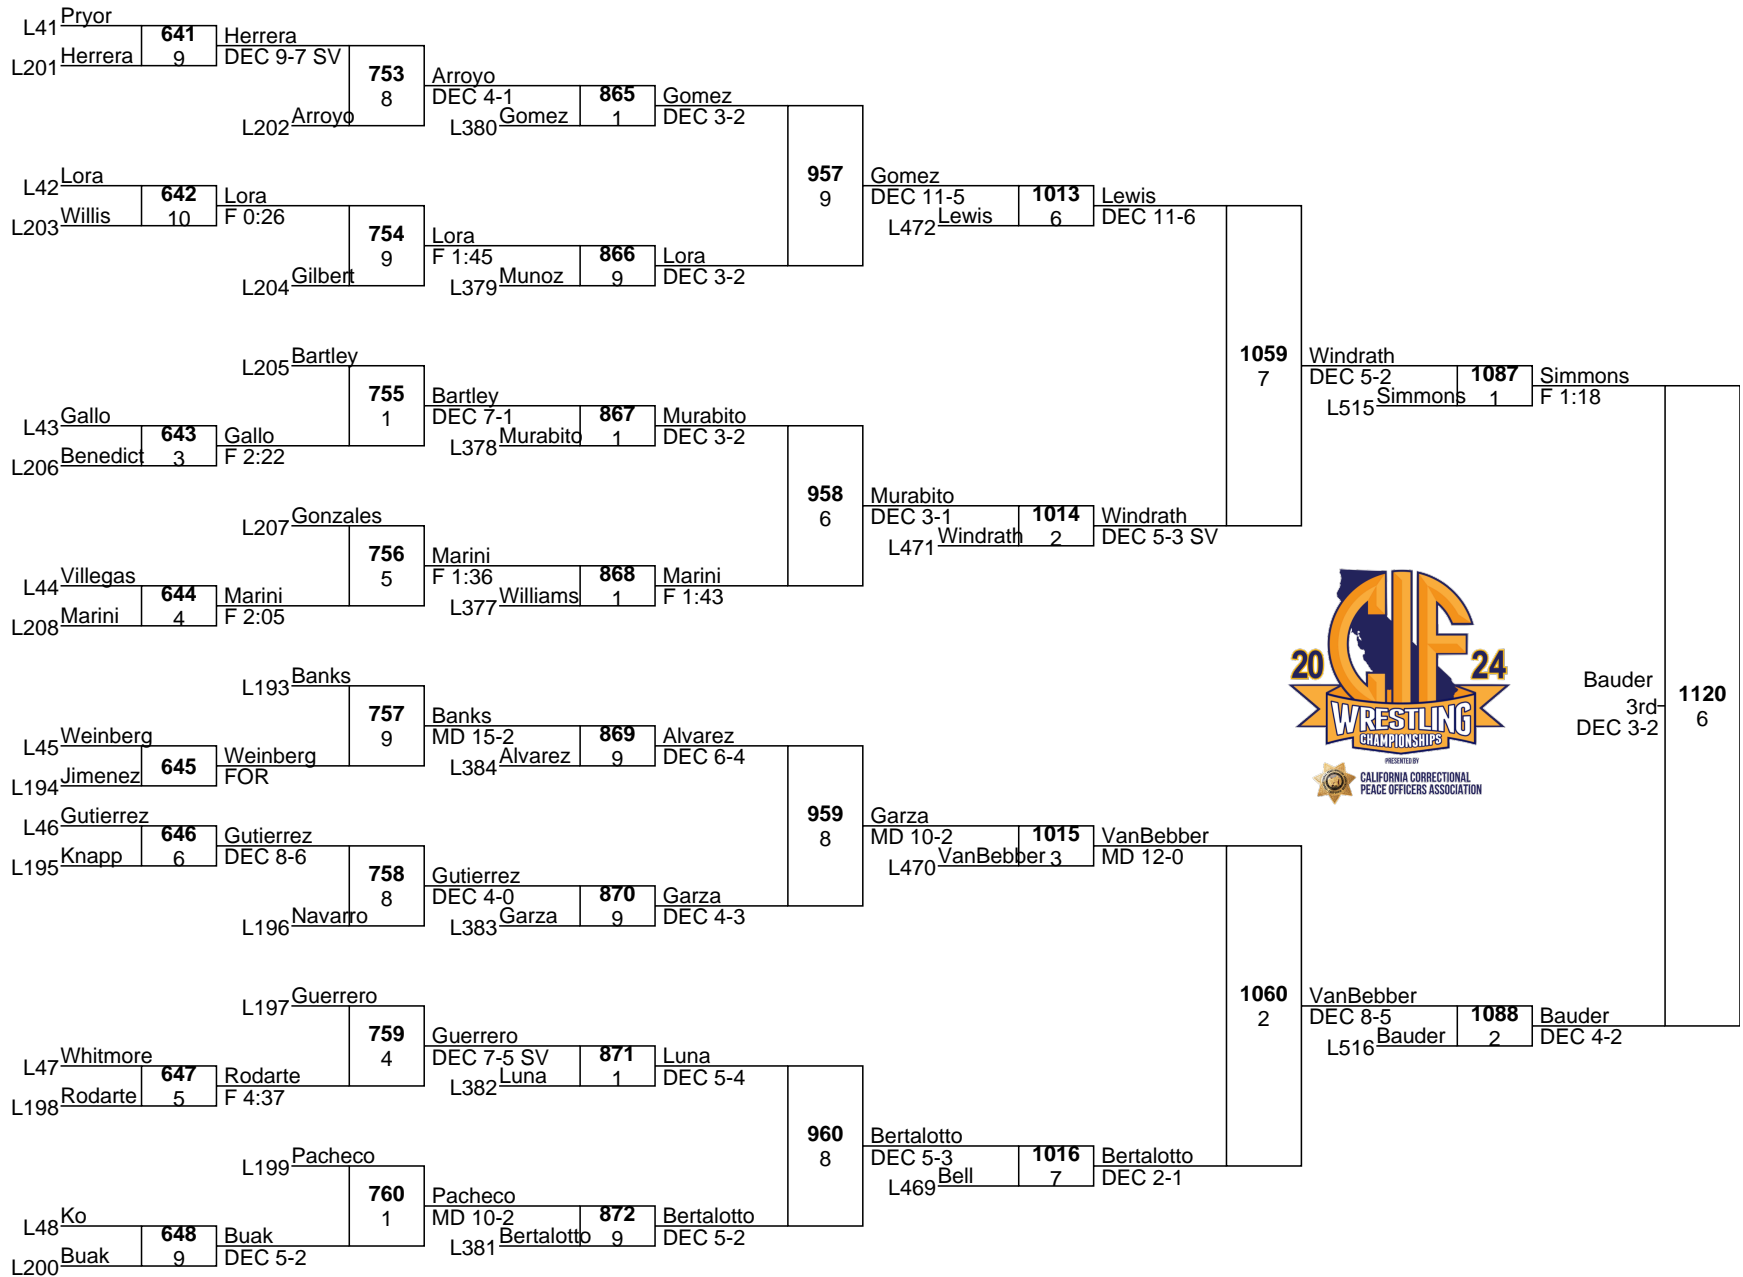 L41 Pryor
641
Herrera
L201 Herrera
9
DEC 9-7 SV
753
Arroyo
8
DEC 4-1
865
Gomez
L202 Arroyo
L380 Gomez
1
DEC 3-2
957
Gomez
9
DEC 11-5
1013
Lewis
L42 Lora
642
Lora
L472 Lewis
6
DEC 11-6
L203 Willis
10
F 0:26
754
Lora
9
F 1:45
866
Lora
L204 Gilbert
L379 Munoz
9
DEC 3-2
1059
Windrath
7
DEC 5-2
1087
Simmons
L205 Bartley
L515 Simmons
1
F 1:18
755
Bartley
1
DEC 7-1
867
Murabito
L43 Gallo
643
Gallo
L378 Murabito
1
DEC 3-2
L206 Benedict
3
F 2:22
958
Murabito
6
DEC 3-1
1014
Windrath
L207 Gonzales
L471 Windrath
2
DEC 5-3 SV
756
Marini
5
F 1:36
868
Marini
L44 Villegas
644
Marini
L377 Williams
1
F 1:43
L208 Marini
4
F 2:05
20 CIF 24
WRESTLING
CHAMPIONSHIPS
PRESENTED BY
CALIFORNIA CORRECTIONAL
PEACE OFFICERS ASSOCIATION
Bauder
3rd
DEC 3-2
1120
6
L193 Banks
757
Banks
9
MD 15-2
869
Alvarez
L45 Weinberg
645
Weinberg
L384 Alvarez
9
DEC 6-4
L194 Jimenez
FOR
959
Garza
8
MD 10-2
1015
VanBebber
L46 Gutierrez
646
Gutierrez
L470 VanBebber
3
MD 12-0
L195 Knapp
6
DEC 8-6
758
Gutierrez
8
DEC 4-0
870
Garza
L196 Navarro
L383 Garza
9
DEC 4-3
1060
VanBebber
2
DEC 8-5
1088
Bauder
L197 Guerrero
L516 Bauder
2
DEC 4-2
759
Guerrero
4
DEC 7-5 SV
871
Luna
L47 Whitmore
647
Rodarte
L382 Luna
1
DEC 5-4
L198 Rodarte
5
F 4:37
960
Bertalotto
8
DEC 5-3
1016
Bertalotto
L199 Pacheco
L469 Bell
7
DEC 2-1
760
Pacheco
1
MD 10-2
872
Bertalotto
L48 Ko
648
Buak
L381 Bertalotto
9
DEC 5-2
L200 Buak
9
DEC 5-2